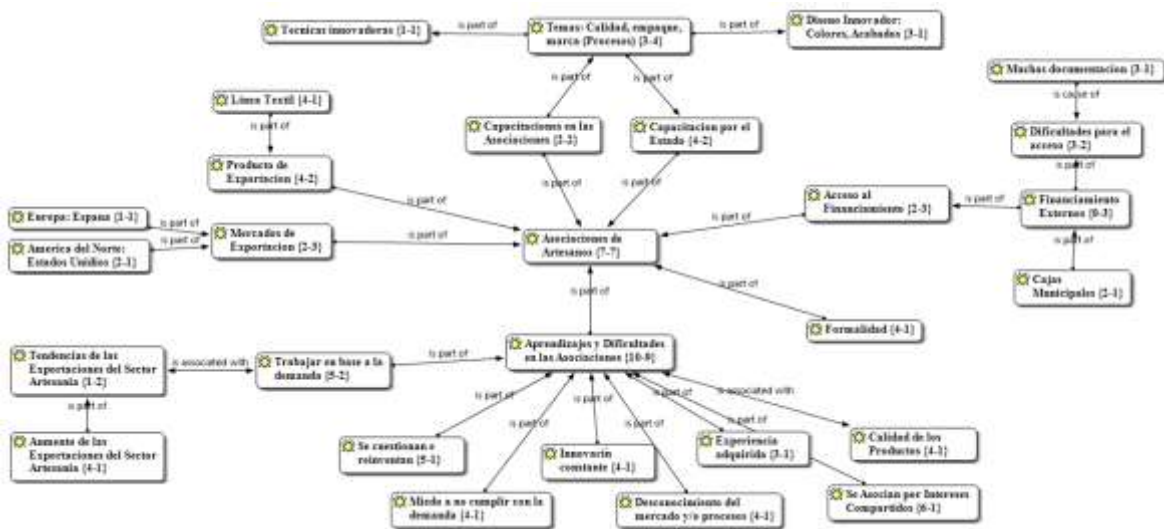 Tecnicas innovadoras {1-1}
is part of
Temas: Calidad, empaque,
marca (Procesos) {3-4}
is part of
Diseno Innovador:
Colores, Acabados {3-1}
Mucha documentacion {3-1}
is cause of
Linea Textil {4-1}
is part of
is part of
is part of
Capacitaciones en las
Asociaciones {2-2}
Capacitacion por el
Estado {4-2}
Dificultades para el
acceso {3-2}
is part of
Producto de
Exportacion {4-2}
is part of
is part of
is part of
Acceso al
Financiamiento {2-3}
is part of
Financiamiento
Externos {0-3}
Europa: Espana {1-1}
is part of
America del Norte:
Estados Unidios {2-1}
is part of
Mercados de
Exportacion {2-3}
is part of
Asociaciones de
Artesanos {7-7}
is part of
is part of
Cajas
Municipales {2-1}
is part of
is part of
Formalidad {4-1}
Tendencias de las
Exportaciones del Sector
Artesania {1-2}
is associated with
Trabajar en base a la
demanda {5-2}
is part of
Aprendizajes y Dificultades
en las Asociaciones {10-9}
is part of
Aumento de las
Exportaciones del Sector
Artesania {4-1}
is part of
is part of
is part of
is part of
is part of
is part of
is associated with
Se cuestionan o
reinventan {5-1}
Innovacin
constante {4-1}
Experiencia
adquirida {3-1}
Calidad de los
Productos {4-1}
Miedo a no cumplir con la
demanda {4-1}
Desconocimiento del
mercado y/o procesos {4-1}
Se Asocian por Intereses
Compartidos {6-1}